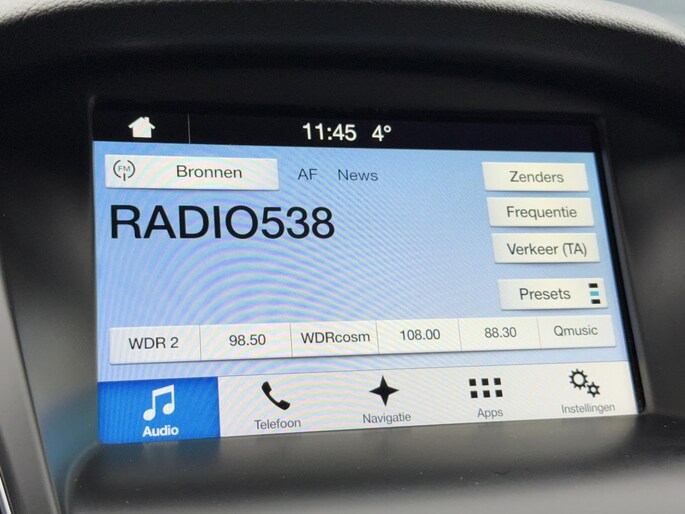 11:45 4°
FM Bronnen AF News Zenders
RADIO538
Frequentie
Verkeer (TA)
Presets
WDR 2 98.50 WDRcosm 108.00 88.30 Qmusic
Audio Telefoon Navigatie Apps Instellingen